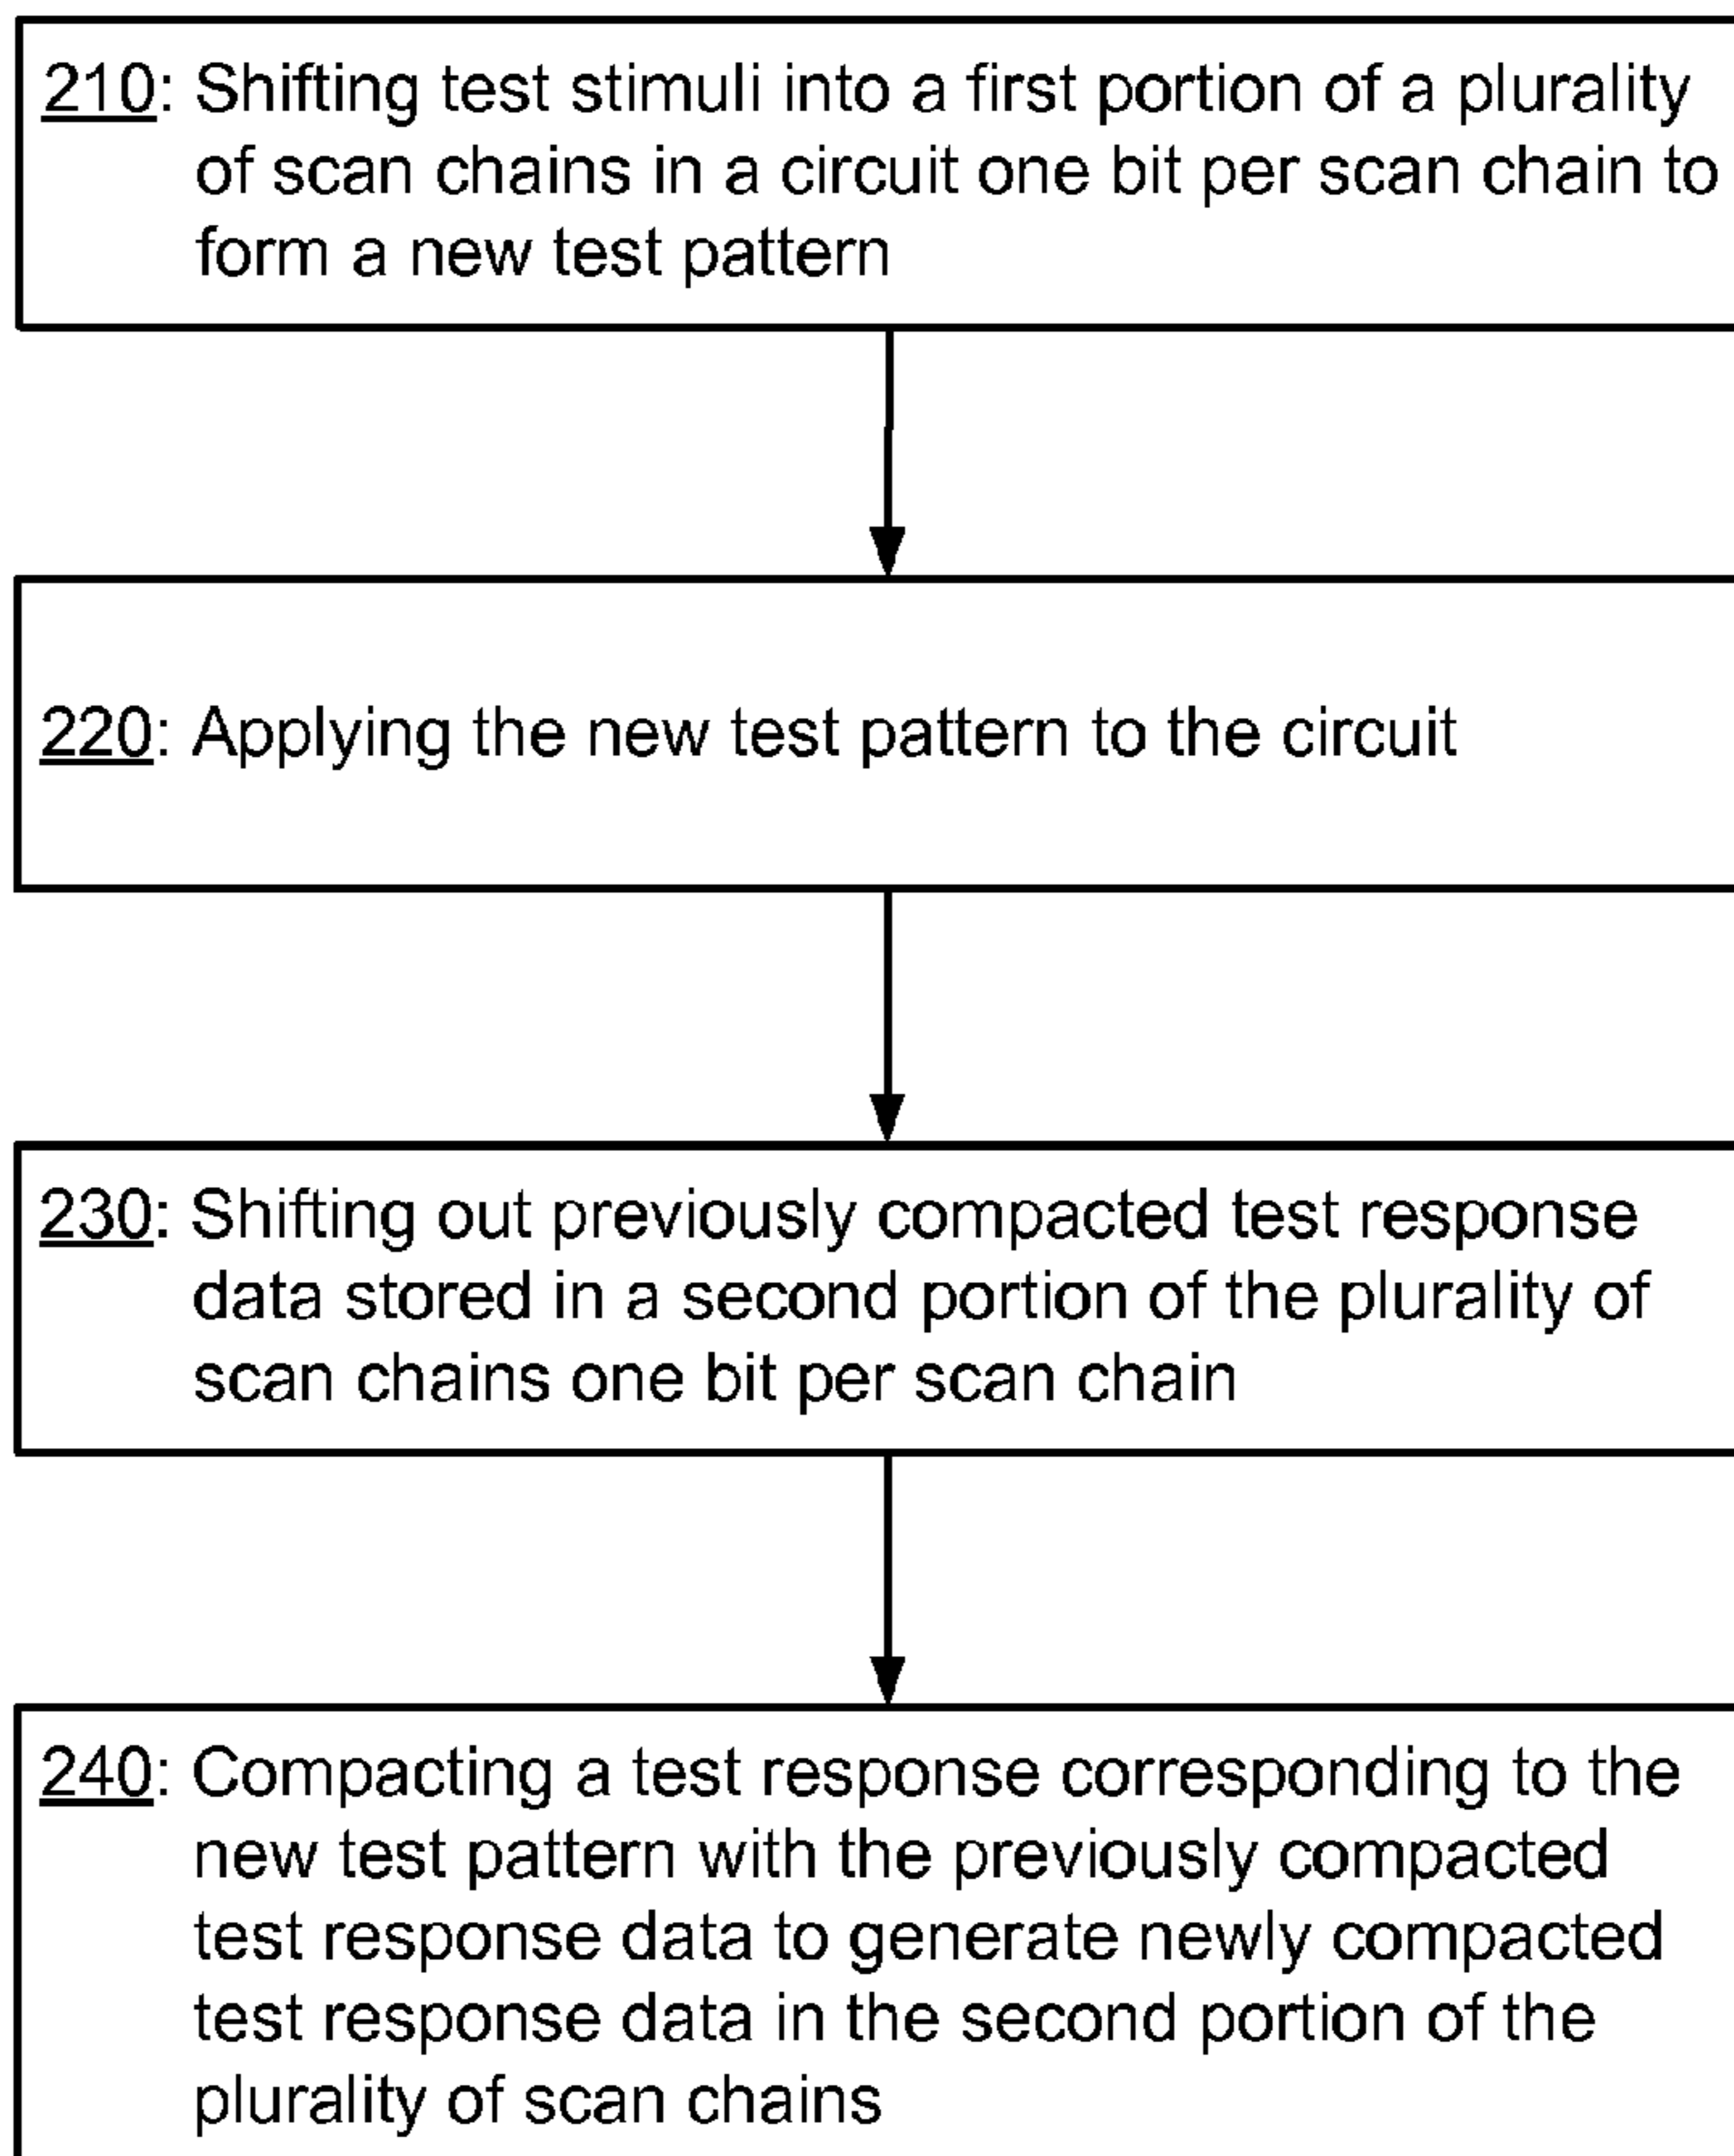 210: Shifting test stimuli into a first portion of a plurality
of scan chains in a circuit one bit per scan chain to
form a new test pattern
220: Applying the new test pattern to the circuit
230: Shifting out previously compacted test response
data stored in a second portion of the plurality of
scan chains one bit per scan chain
240: Compacting a test response corresponding to the
new test pattern with the previously compacted
test response data to generate newly compacted
test response data in the second portion of the
plurality of scan chains